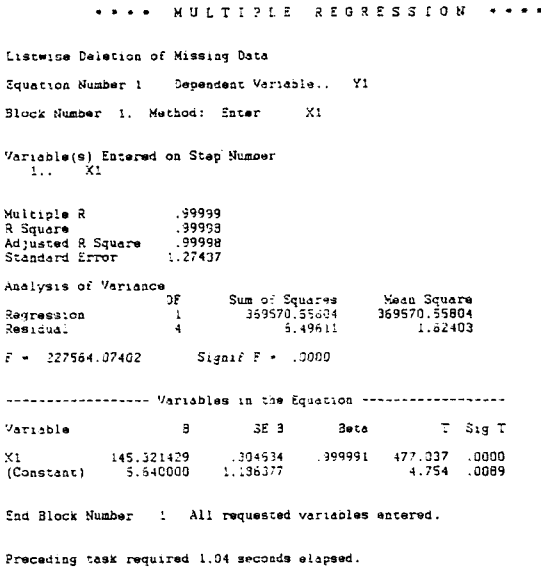 * * * * MULTIPLE REGRESSION * * * *
Listwise Deletion of Missing Data
Equation Number 1 Dependent Variable.. Y1
Block Number 1. Method: Enter X1
Variable(s) Entered on Step Number
1.. X1
Multiple R .99999
R Square .99998
Adjusted R Square .99998
Standard Error 1.27437
Analysis of Variance
DF Sum of Squares Mean Square
Regression 1 369570.55804 369570.55804
Residual 4 6.49611 1.62403
F = 227564.07402 Signif F = .0000
------------------ Variables in the Equation ------------------
Variable B SE B Beta T Sig T
X1 145.321429 .304634 .999991 477.037 .0000
(Constant) 5.640000 1.186377 4.754 .0089
End Block Number 1 All requested variables entered.
Preceding task required 1.04 seconds elapsed.